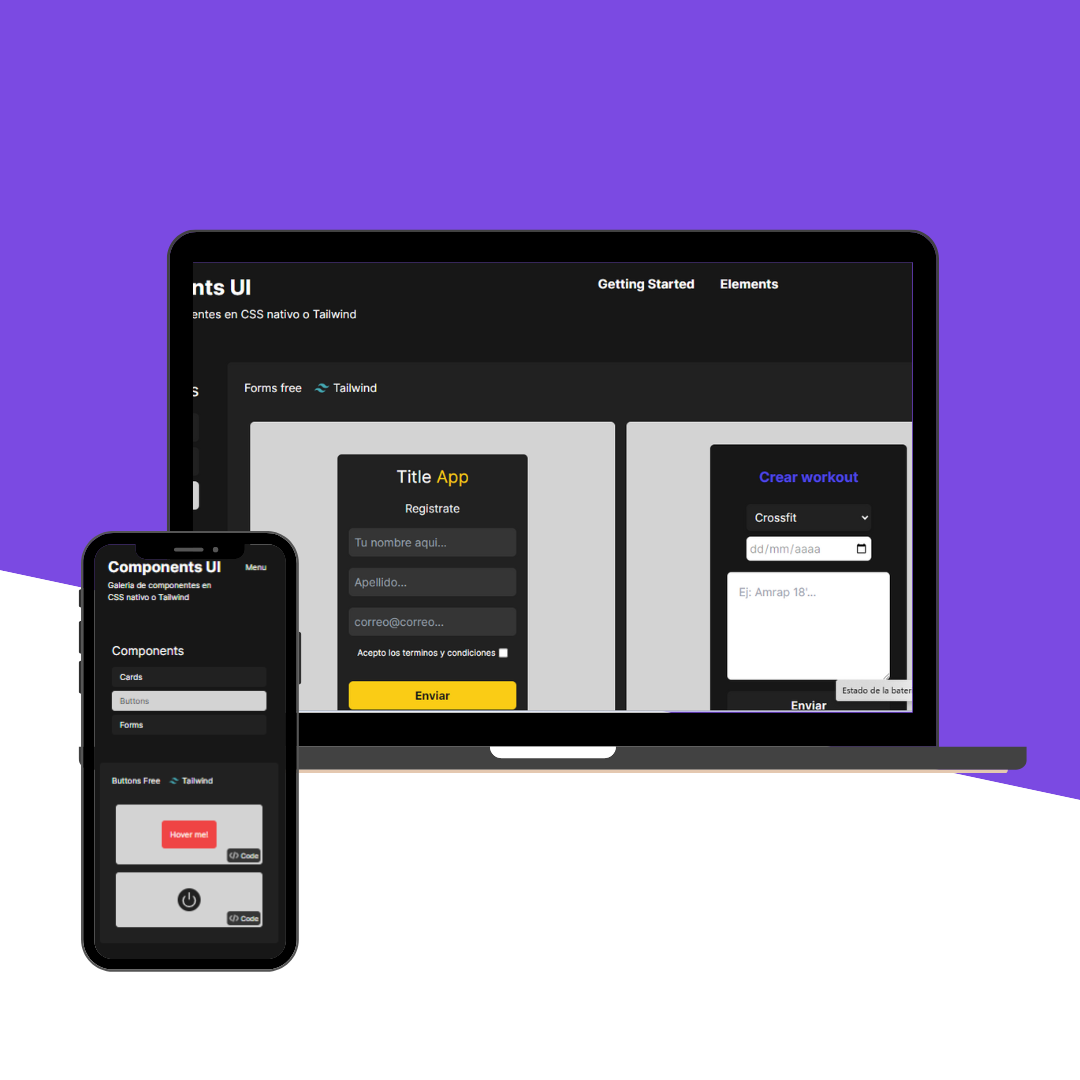 nts UI
Getting Started
Elements
entes en CSS nativo o Tailwind
s
Forms free
Tailwind
Title App
Registrate
Tu nombre aqui...
Apellido...
correo@correo...
Acepto los terminos y condiciones
Enviar
Crear workout
Crossfit
dd/mm/aaaa
Ej: Amrap 18'...
Estado de la bater
Enviar
Components UI
Menu
Galeria de componentes en
CSS nativo o Tailwind
Components
Cards
Buttons
Forms
Buttons Free
Tailwind
Hover me!
</> Code
</> Code